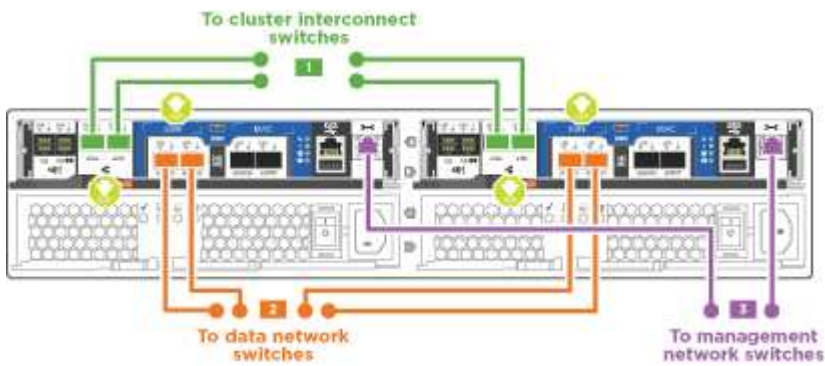 To cluster interconnect
switches
1
2
3
To data network
switches
To management
network switches